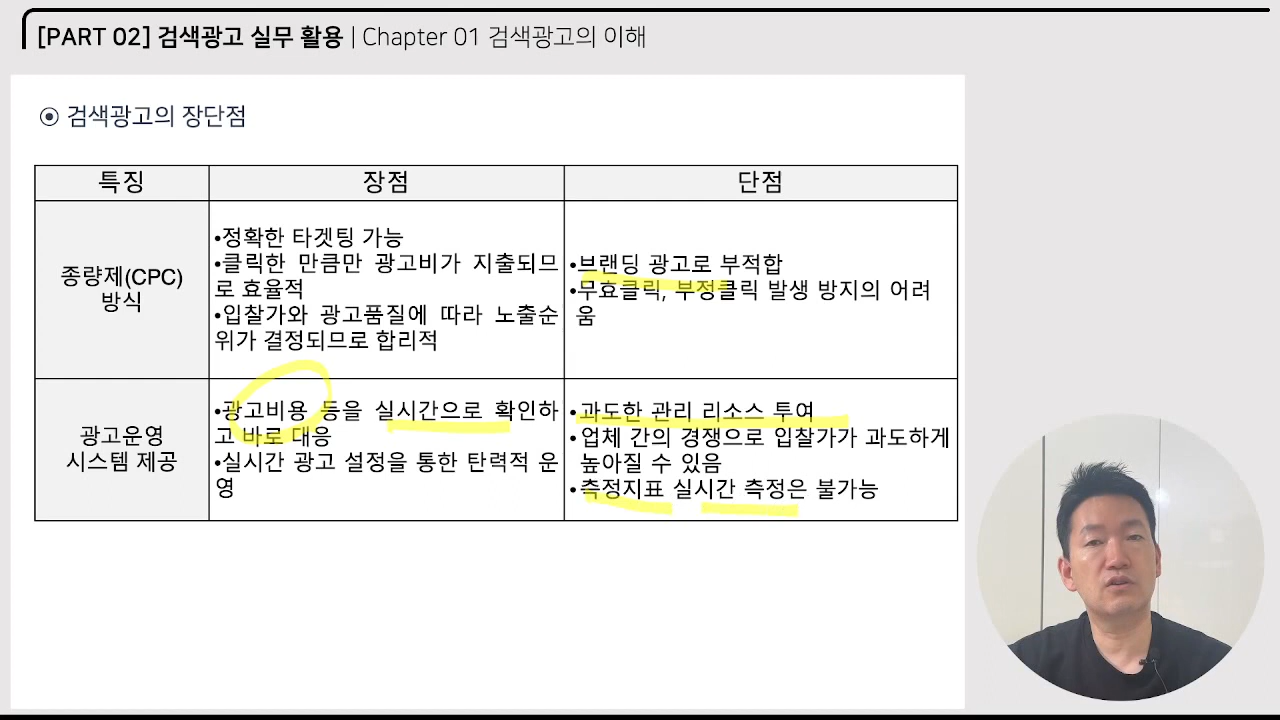 [PART 02] 검색광고 실무 활용 | Chapter 01 검색광고의 이해
⦿ 검색광고의 장단점
특징
장점
단점
종량제(CPC)
방식
•정확한 타겟팅 가능
•클릭한 만큼만 광고비가 지출되므
로 효율적
•입찰가와 광고품질에 따라 노출순
위가 결정되므로 합리적
•브랜딩 광고로 부적합
•무효클릭, 부정클릭 발생 방지의 어려
움
광고운영
시스템 제공
•광고비용 등을 실시간으로 확인하
고 바로 대응
•실시간 광고 설정을 통한 탄력적 운
영
•과도한 관리 리소스 투여
•업체 간의 경쟁으로 입찰가가 과도하게
높아질 수 있음
•측정지표 실시간 측정은 불가능